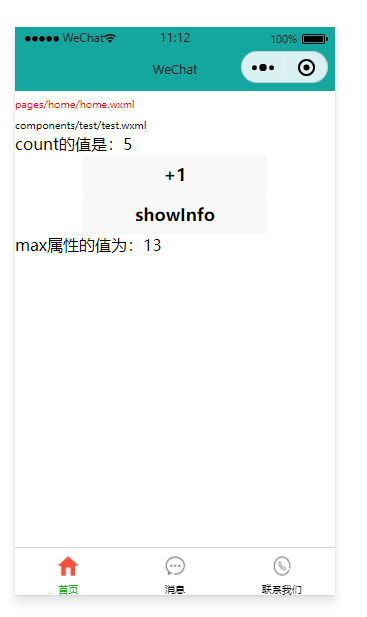 ●●●●● WeChat 11:12 100%
WeChat
pages/home/home.wxml
components/test/test.wxml
count的值是：5
+1
showInfo
max属性的值为：13
首页 消息 联系我们